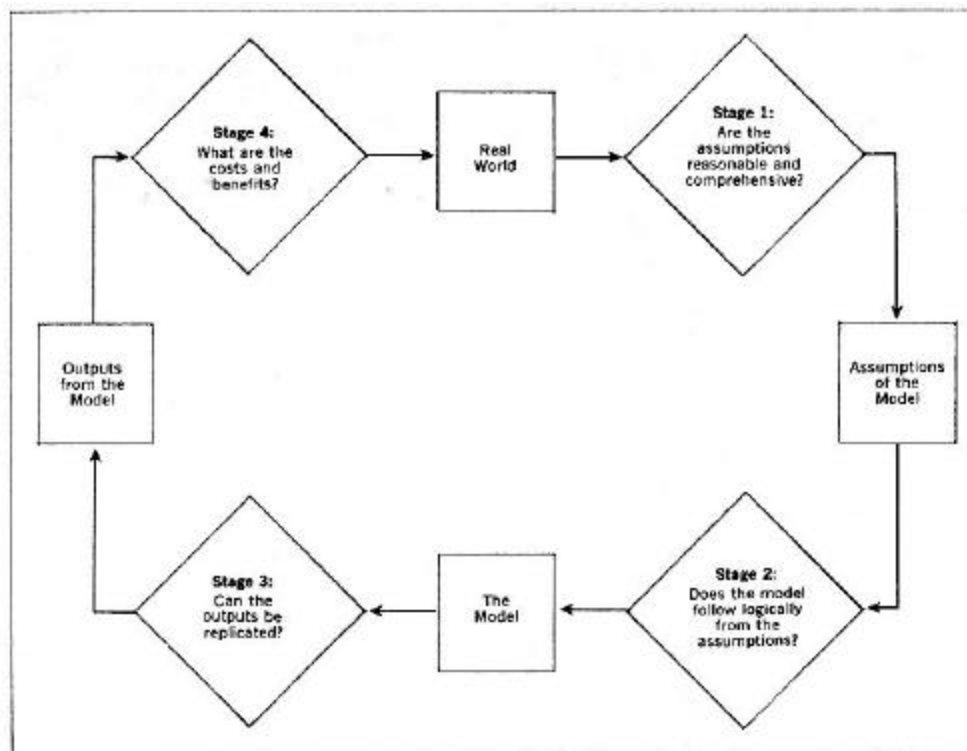 Stage 4:
What are the
costs and
benefits?
Real
World
Stage 1:
Are the
assumptions
reasonable and
comprehensive?
Outputs
from the
Model
Assumptions
of the
Model
Stage 3:
Can the
outputs be
replicated?
The
Model
Stage 2:
Does the model
follow logically
from the
assumptions?